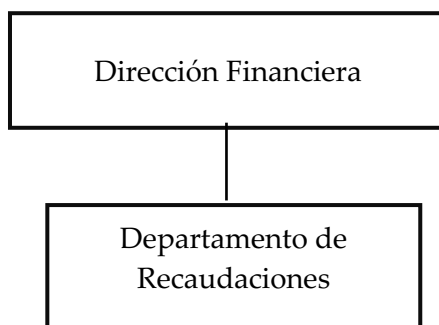 Dirección Financiera
Departamento de
Recaudaciones